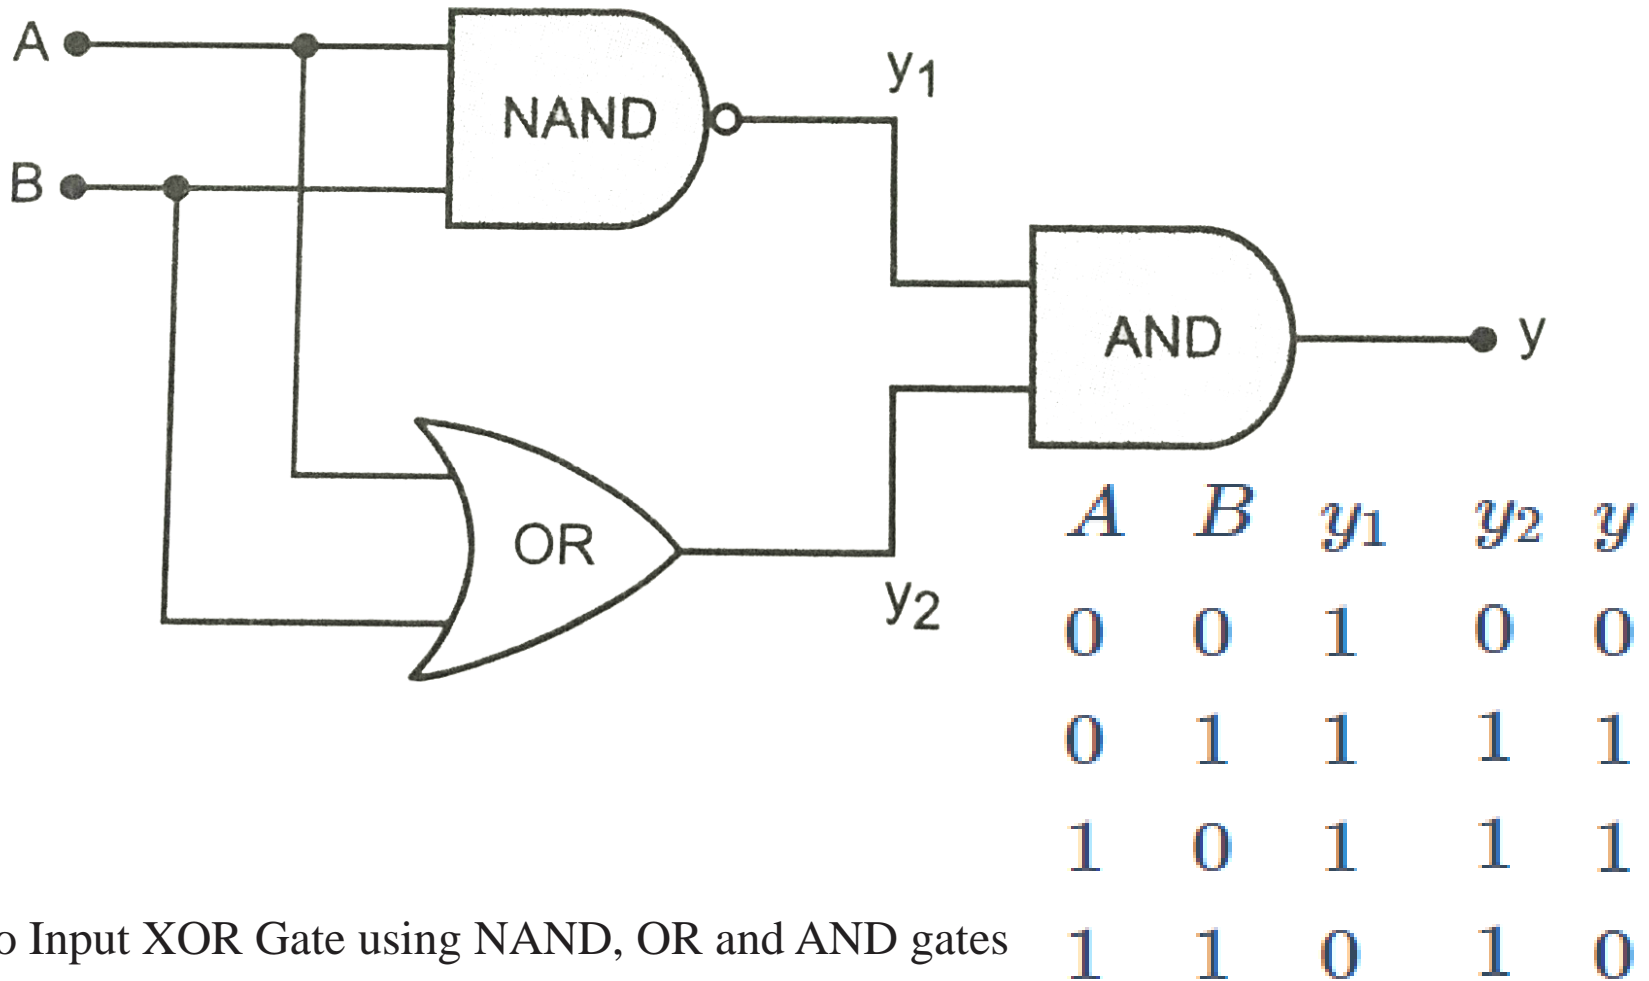 A
NAND
y1
B
AND
y
OR
y2
A B y1 y2 y
0 0 1 0 0
0 1 1 1 1
1 0 1 1 1
1 1 0 1 0
o Input XOR Gate using NAND, OR and AND gates